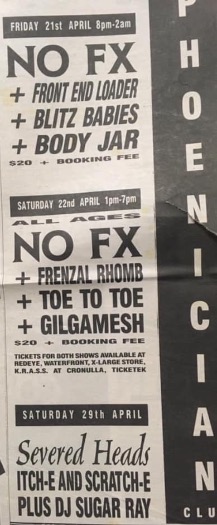 FRIDAY 21st APRIL 8pm-2am
NO FX
+ FRONT END LOADER
+ BLITZ BABIES
+ BODY JAR
$20 + BOOKING FEE
SATURDAY 22nd APRIL 1pm-7pm
ALL AGES
NO FX
+ FRENZAL RHOMB
+ TOE TO TOE
+ GILGAMESH
$20 + BOOKING FEE
TICKETS FOR BOTH SHOWS AVAILABLE AT
REDEYE, WATERFRONT, X-LARGE STORE,
K.R.A.S.S. AT CRONULLA, TICKETEK
SATURDAY 29th APRIL
Severed Heads
ITCH-E AND SCRATCH-E
PLUS DJ SUGAR RAY
PHOENICIAN
CLU